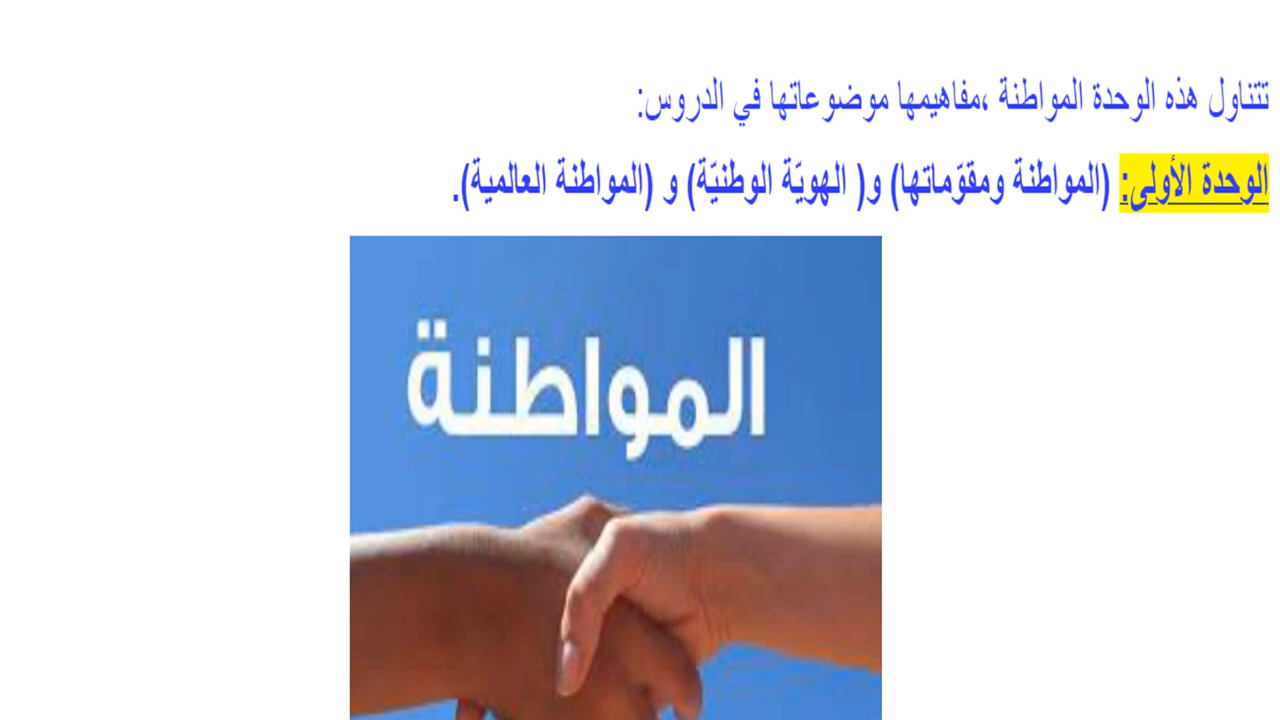 تتناول هذه الوحدة المواطنة ،مفاهيمها موضوعاتها في الدروس:
الوحدة الأولى: (المواطنة ومقوّماتها) و( الهويّة الوطنيّة) و (المواطنة العالمية).
المواطنة